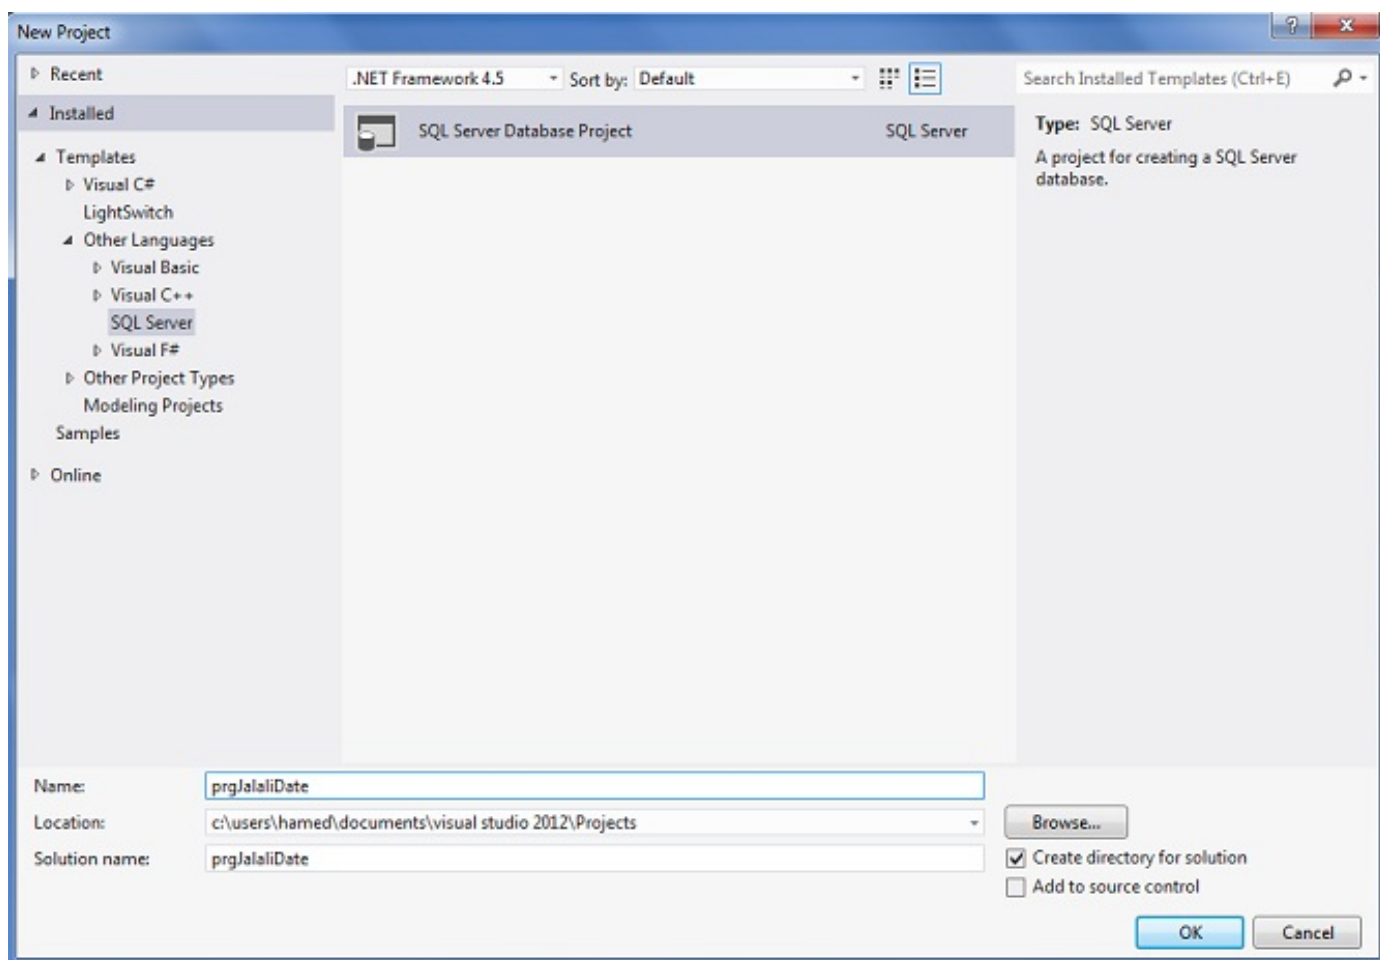 New Project
?
Recent
Installed
Templates
Visual C#
LightSwitch
Other Languages
Visual Basic
Visual C++
SQL Server
Visual F#
Other Project Types
Modeling Projects
Samples
Online
.NET Framework 4.5
Sort by: Default
SQL Server Database Project SQL Server
Search Installed Templates (Ctrl+E)
Type: SQL Server
A project for creating a SQL Server
database.
Name: prgJalaliDate
Location: c:\users\hamed\documents\visual studio 2012\Projects
Browse...
Solution name: prgJalaliDate
Create directory for solution
Add to source control
OK Cancel